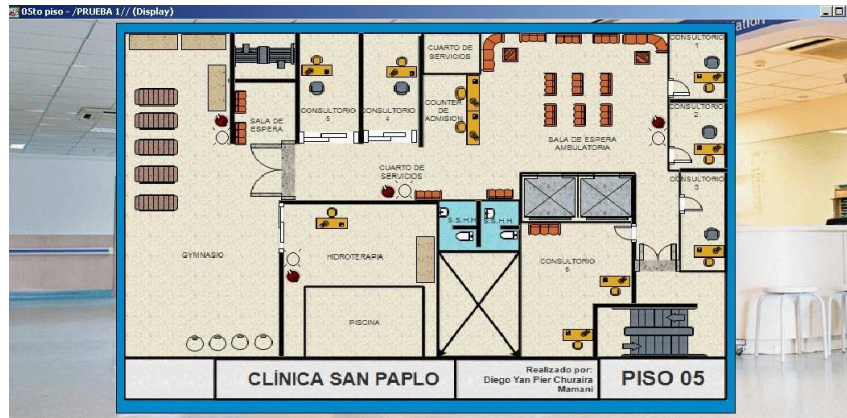 05to piso - /PRUEBA 1// (Display)
CONSULTORIO
1
CUARTO DE
SERVICIOS
CONSULTORIO
5
CONSULTORIO
4
COUNTER
DE
ADMISION
SALA DE
ESPERA
CONSULTORIO
2
SALA DE ESPERA
AMBULATORIA
CUARTO DE
SERVICIOS
CONSULTORIO
3
S.S.H.H.
S.S.H.H.
GYMNASIO
HIDROTERAPIA
CONSULTORIO
6
PISCINA
CLÍNICA SAN PAPLO
Realizado por:
Diego Yan Pier Churaira
Mamani
PISO 05